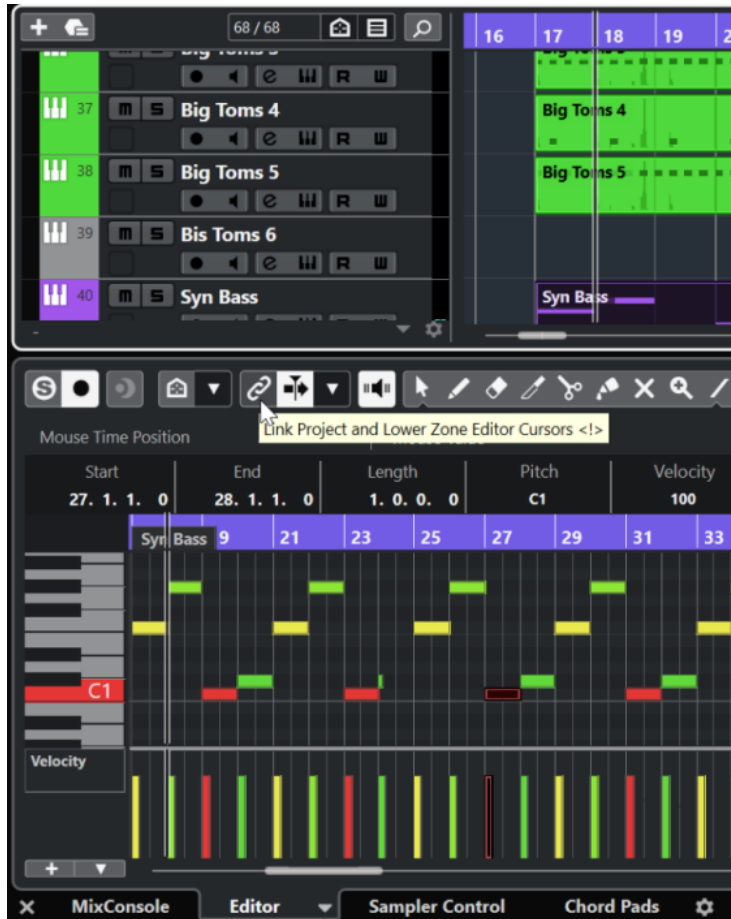 68 / 68
16 17 18 19 2
37 m S Big Toms 4
R W
Big Toms 4
38 m S Big Toms 5
R W
Big Toms 5
39 m S Bis Toms 6
R W
40 m S Syn Bass
Syn Bass
-
S
Link Project and Lower Zone Editor Cursors <!>
Mouse Time Position
Start End Length Pitch Velocity
27. 1. 1. 0 28. 1. 1. 0 1. 0. 0. 0 C1 100
Syn Bass 9 21 23 25 27 29 31 33
C1
Velocity
MixConsole Editor Sampler Control Chord Pads